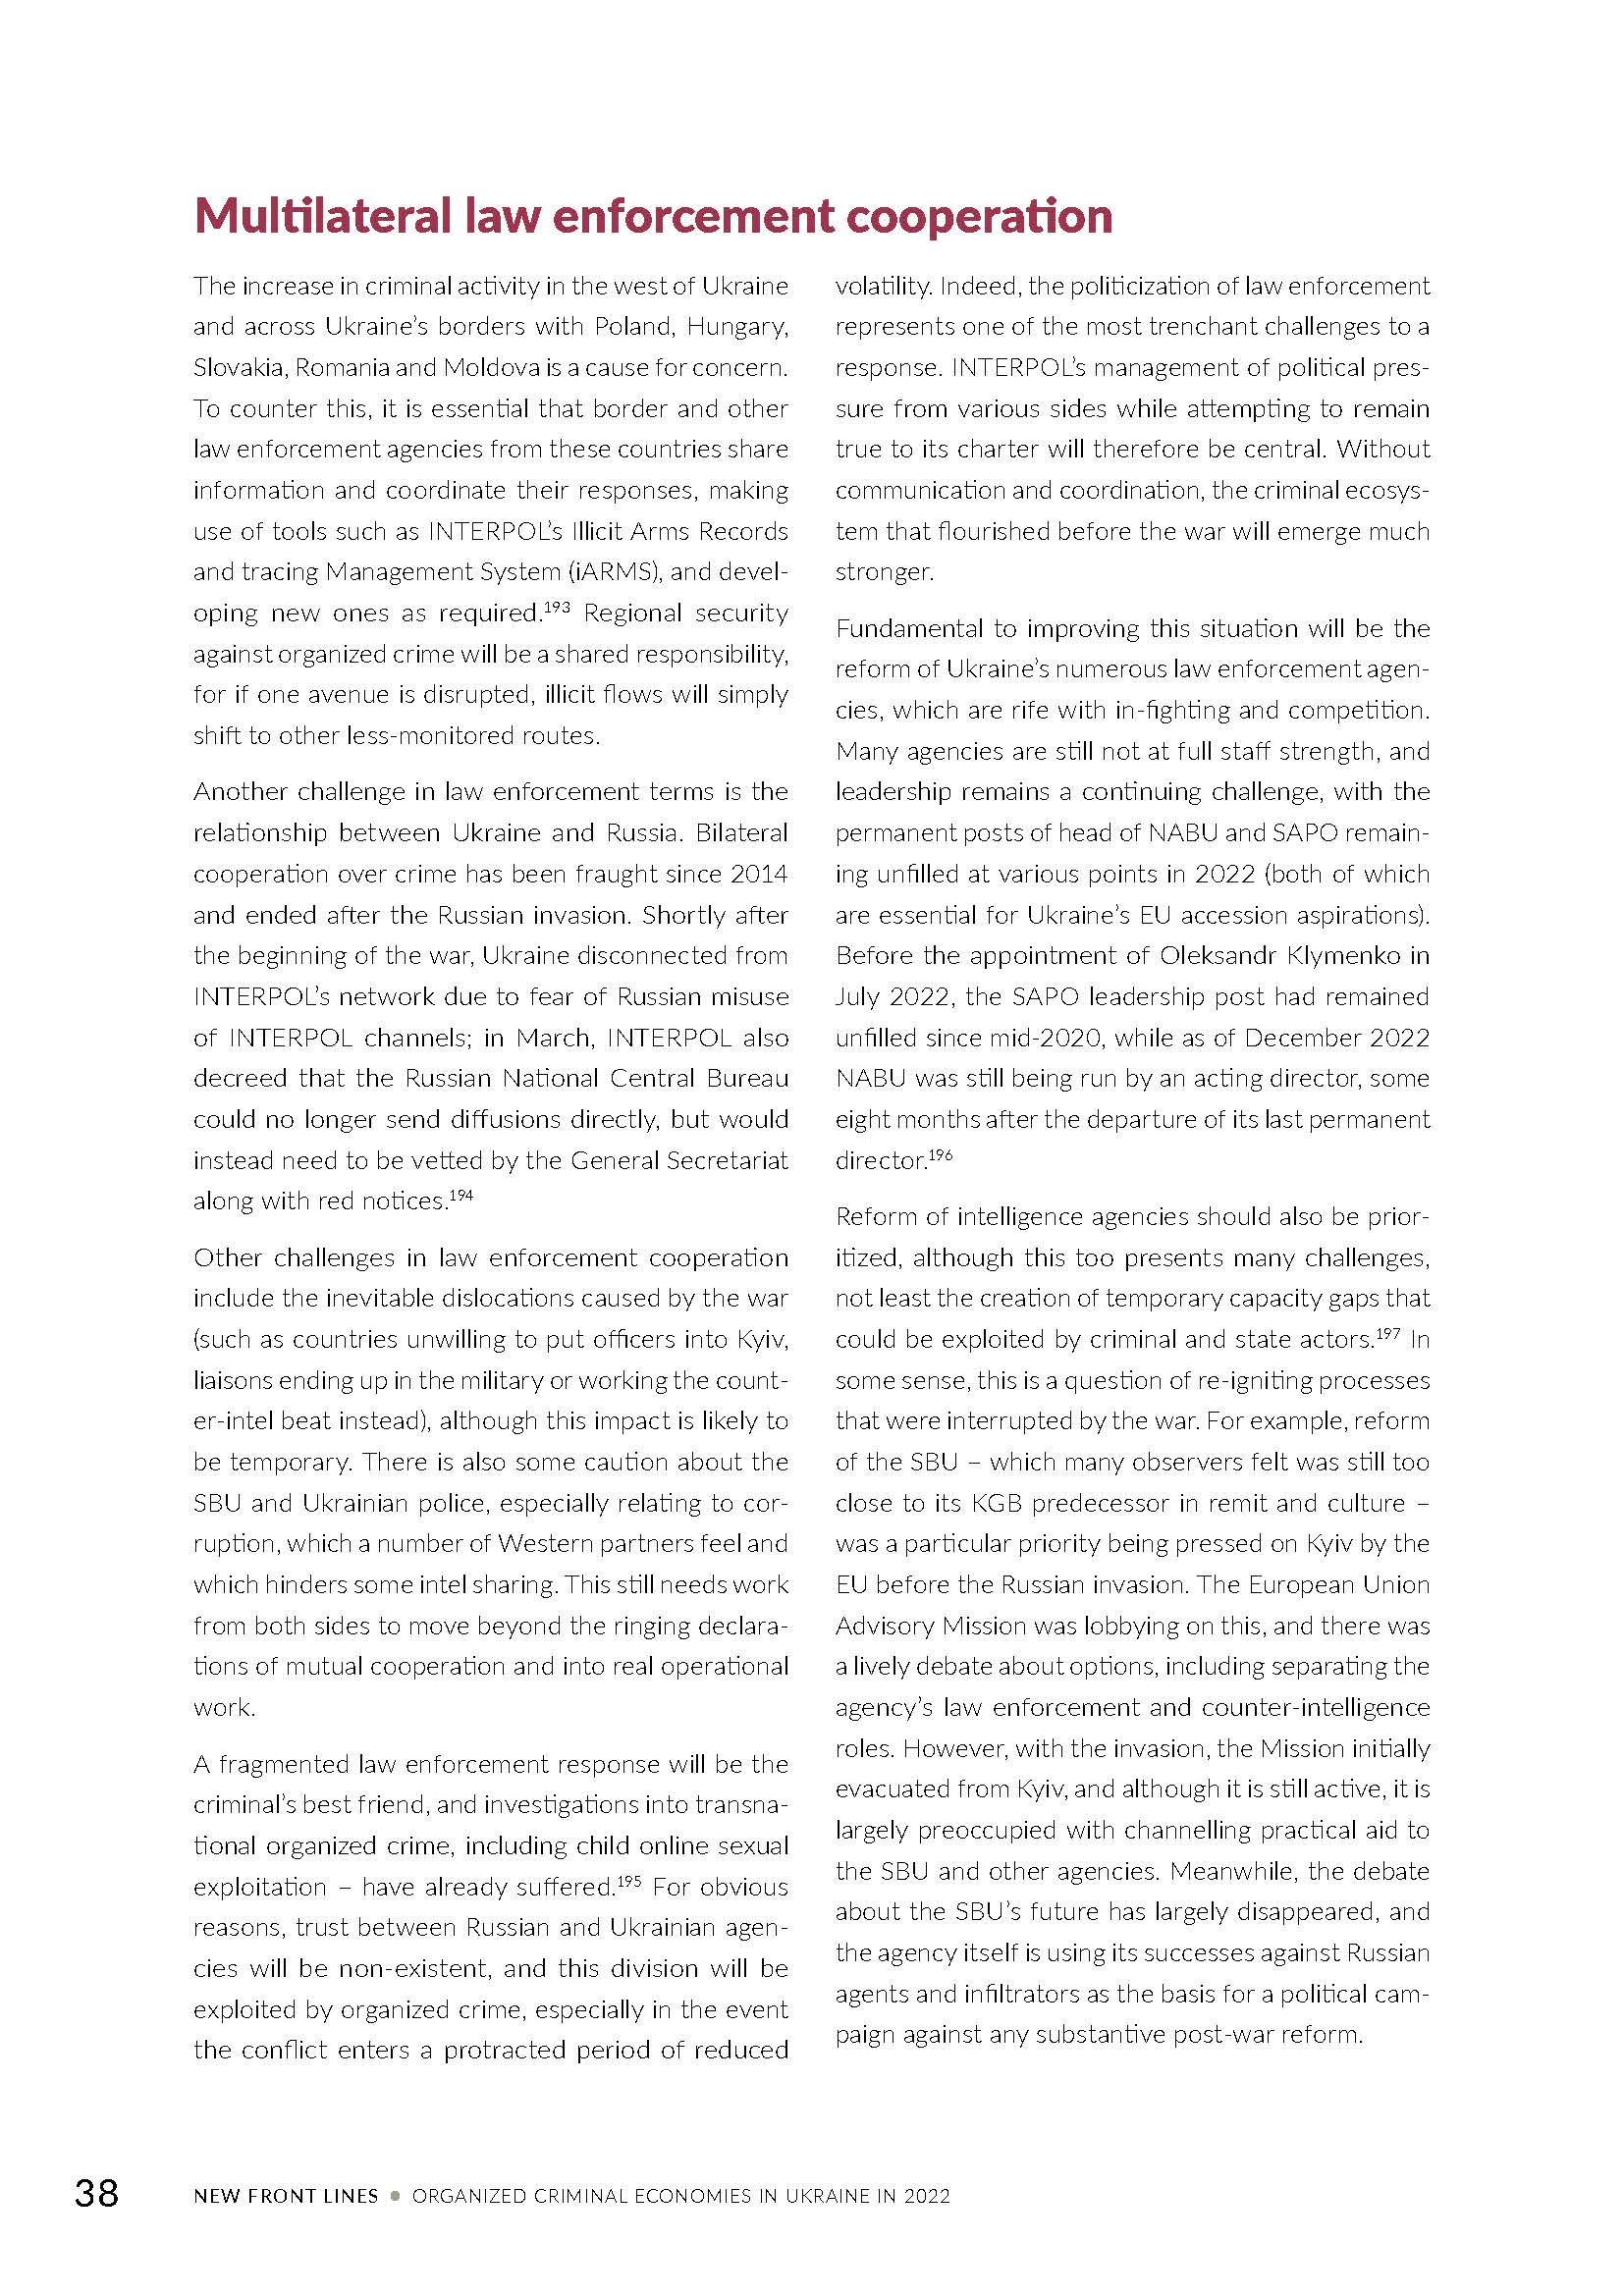 Multilateral law enforcement cooperation
The increase in criminal activity in the west of Ukraine
and across Ukraine's borders with Poland, Hungary,
Slovakia, Romania and Moldova is a cause for concern.
To counter this, it is essential that border and other
law enforcement agencies from these countries share
information and coordinate their responses, making
use of tools such as INTERPOL's Illicit Arms Records
and tracing Management System (iARMS), and devel-
oping new ones as required.193 Regional security
against organized crime will be a shared responsibility,
for if one avenue is disrupted, illicit flows will simply
shift to other less-monitored routes.
Another challenge in law enforcement terms is the
relationship between Ukraine and Russia. Bilateral
cooperation over crime has been fraught since 2014
and ended after the Russian invasion. Shortly after
the beginning of the war, Ukraine disconnected from
INTERPOL's network due to fear of Russian misuse
of INTERPOL channels; in March, INTERPOL also
decreed that the Russian National Central Bureau
could no longer send diffusions directly, but would
instead need to be vetted by the General Secretariat
along with red notices.194
Other challenges in law enforcement cooperation
include the inevitable dislocations caused by the war
(such as countries unwilling to put officers into Kyiv,
liaisons ending up in the military or working the count-
er-intel beat instead), although this impact is likely to
be temporary. There is also some caution about the
SBU and Ukrainian police, especially relating to cor-
ruption, which a number of Western partners feel and
which hinders some intel sharing. This still needs work
from both sides to move beyond the ringing declara-
tions of mutual cooperation and into real operational
work.
A fragmented law enforcement response will be the
criminal's best friend, and investigations into transna-
tional organized crime, including child online sexual
exploitation – have already suffered.195 For obvious
reasons, trust between Russian and Ukrainian agen-
cies will be non-existent, and this division will be
exploited by organized crime, especially in the event
the conflict enters a protracted period of reduced
volatility. Indeed, the politicization of law enforcement
represents one of the most trenchant challenges to a
response. INTERPOL's management of political pres-
sure from various sides while attempting to remain
true to its charter will therefore be central. Without
communication and coordination, the criminal ecosys-
tem that flourished before the war will emerge much
stronger.
Fundamental to improving this situation will be the
reform of Ukraine's numerous law enforcement agen-
cies, which are rife with in-fighting and competition.
Many agencies are still not at full staff strength, and
leadership remains a continuing challenge, with the
permanent posts of head of NABU and SAPO remain-
ing unfilled at various points in 2022 (both of which
are essential for Ukraine's EU accession aspirations).
Before the appointment of Oleksandr Klymenko in
July 2022, the SAPO leadership post had remained
unfilled since mid-2020, while as of December 2022
NABU was still being run by an acting director, some
eight months after the departure of its last permanent
director.196
Reform of intelligence agencies should also be prior-
itized, although this too presents many challenges,
not least the creation of temporary capacity gaps that
could be exploited by criminal and state actors.197 In
some sense, this is a question of re-igniting processes
that were interrupted by the war. For example, reform
of the SBU – which many observers felt was still too
close to its KGB predecessor in remit and culture –
was a particular priority being pressed on Kyiv by the
EU before the Russian invasion. The European Union
Advisory Mission was lobbying on this, and there was
a lively debate about options, including separating the
agency's law enforcement and counter-intelligence
roles. However, with the invasion, the Mission initially
evacuated from Kyiv, and although it is still active, it is
largely preoccupied with channelling practical aid to
the SBU and other agencies. Meanwhile, the debate
about the SBU's future has largely disappeared, and
the agency itself is using its successes against Russian
agents and infiltrators as the basis for a political cam-
paign against any substantive post-war reform.
38 NEW FRONT LINES • ORGANIZED CRIMINAL ECONOMIES IN UKRAINE IN 2022